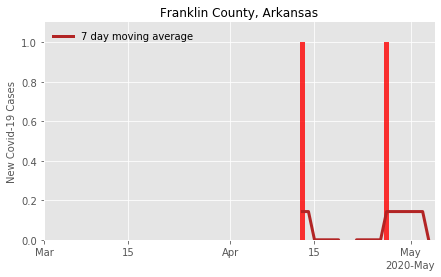 Franklin County, Arkansas
7 day moving average
New Covid-19 Cases
1.0
0.8
0.6
0.4
0.2
0.0
Mar 15 Apr 15 May
2020-May